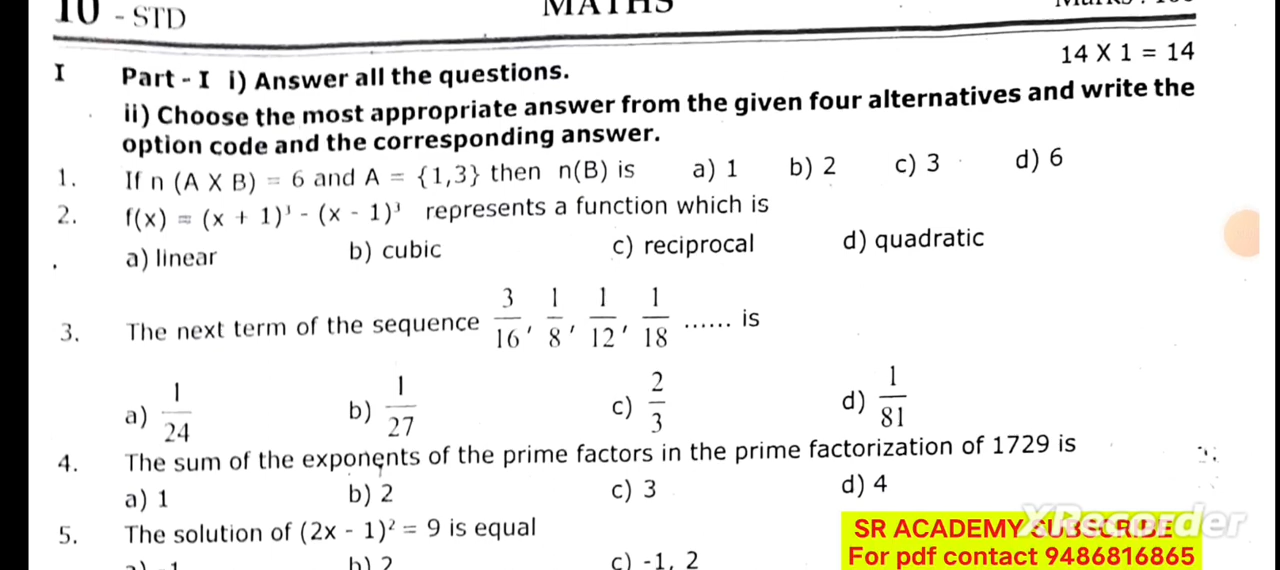 10 - STD MATHS
I Part - I i) Answer all the questions. 14 X 1 = 14
ii) Choose the most appropriate answer from the given four alternatives and write the
option code and the corresponding answer.
1. If n (A X B) = 6 and A = {1,3} then n(B) is a) 1 b) 2 c) 3 d) 6
2. f(x) = (x + 1)³ - (x - 1)³ represents a function which is
a) linear b) cubic c) reciprocal d) quadratic
3. The next term of the sequence 3/16, 1/8, 1/12, 1/18 ...... is
a) 1/24 b) 1/27 c) 2/3 d) 1/81
4. The sum of the exponents of the prime factors in the prime factorization of 1729 is
a) 1 b) 2 c) 3 d) 4
5. The solution of (2x - 1)² = 9 is equal
a) -1 b) 2 c) -1, 2
XRecorder
SR ACADEMY SUBSCRIBE
For pdf contact 9486816865